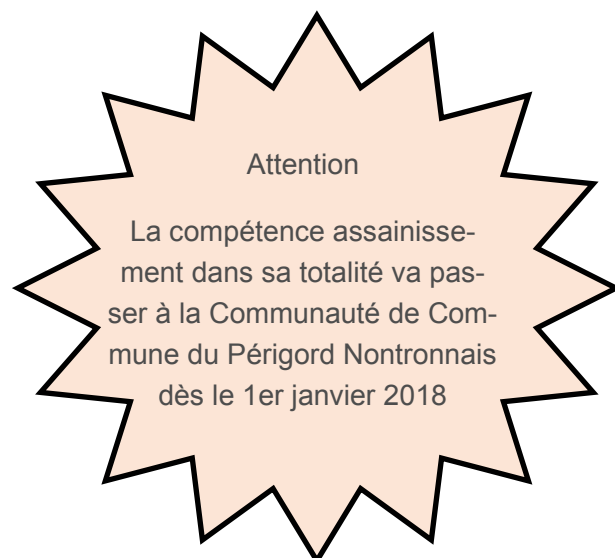 Attention
La compétence assainisse-
ment dans sa totalité va pas-
ser à la Communauté de Com-
mune du Périgord Nontronnais
dès le 1er janvier 2018